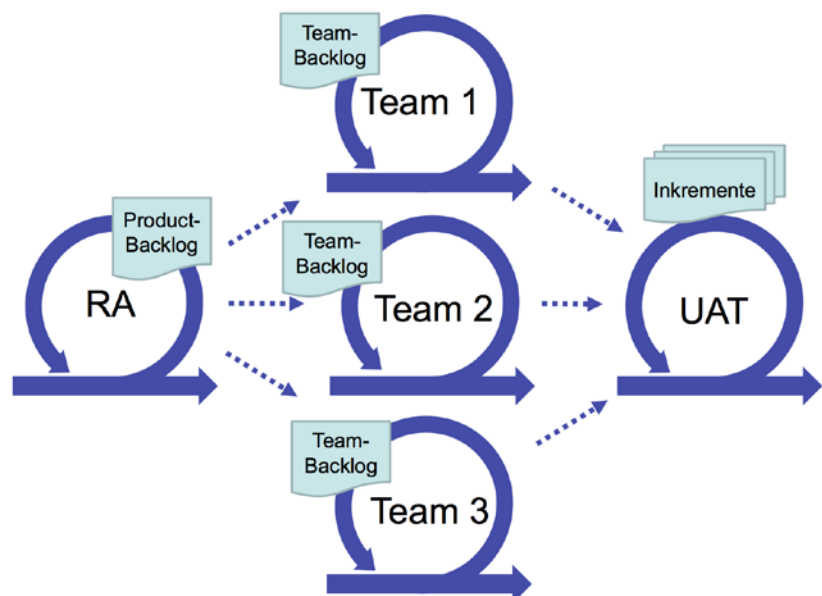 Team-
Backlog
Team 1
Inkremente
Product-
Backlog
RA
Team-
Backlog
Team 2
UAT
Team-
Backlog
Team 3